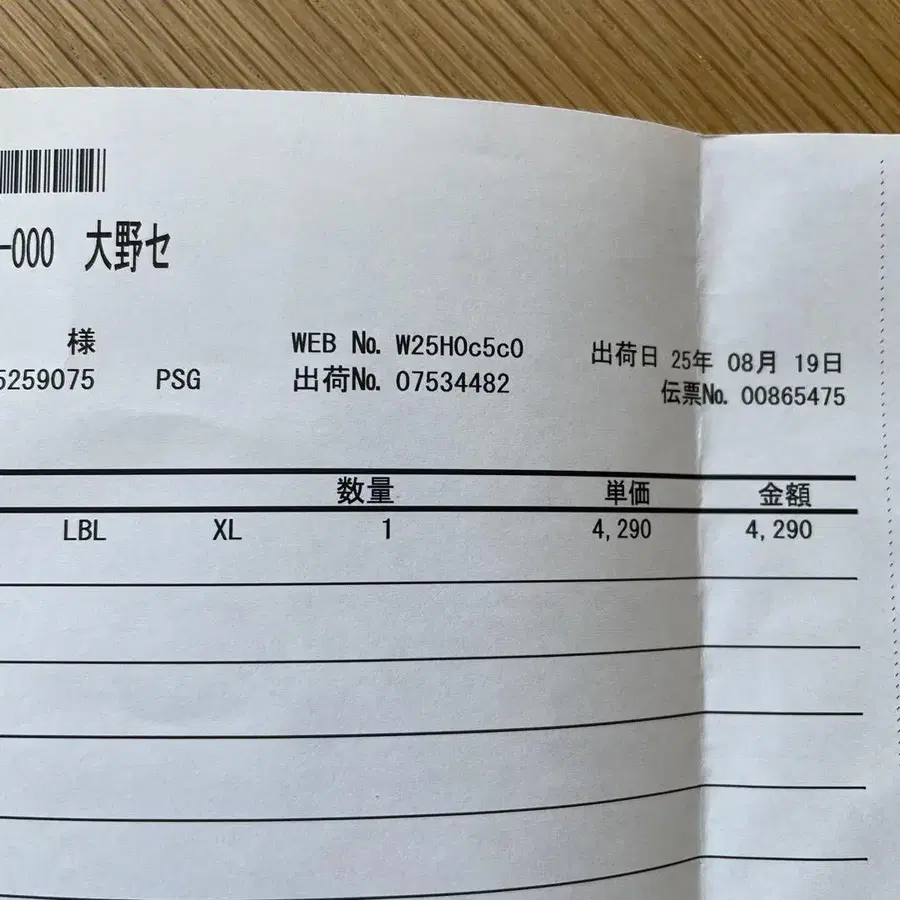 -000 大野セ
様 WEB No. W25H0c5c0 出荷日 25年 08月 19日
5259075 PSG 出荷No. 07534482 伝票No. 00865475
数量 単価 金額
LBL XL 1 4,290 4,290